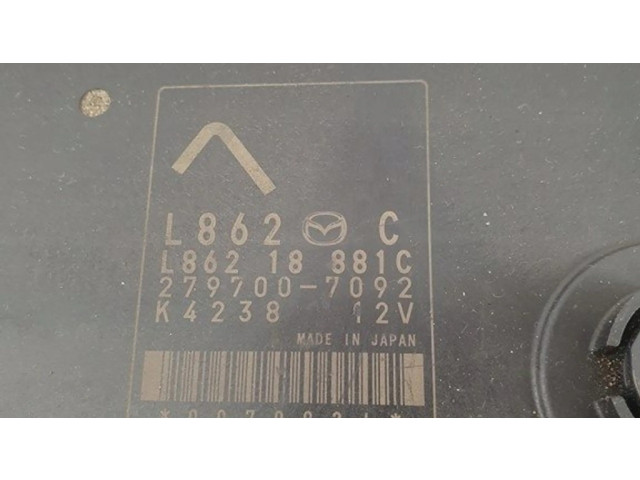 L862 C
L862 18 881C
279700-7092
K4238 12V
MADE IN JAPAN